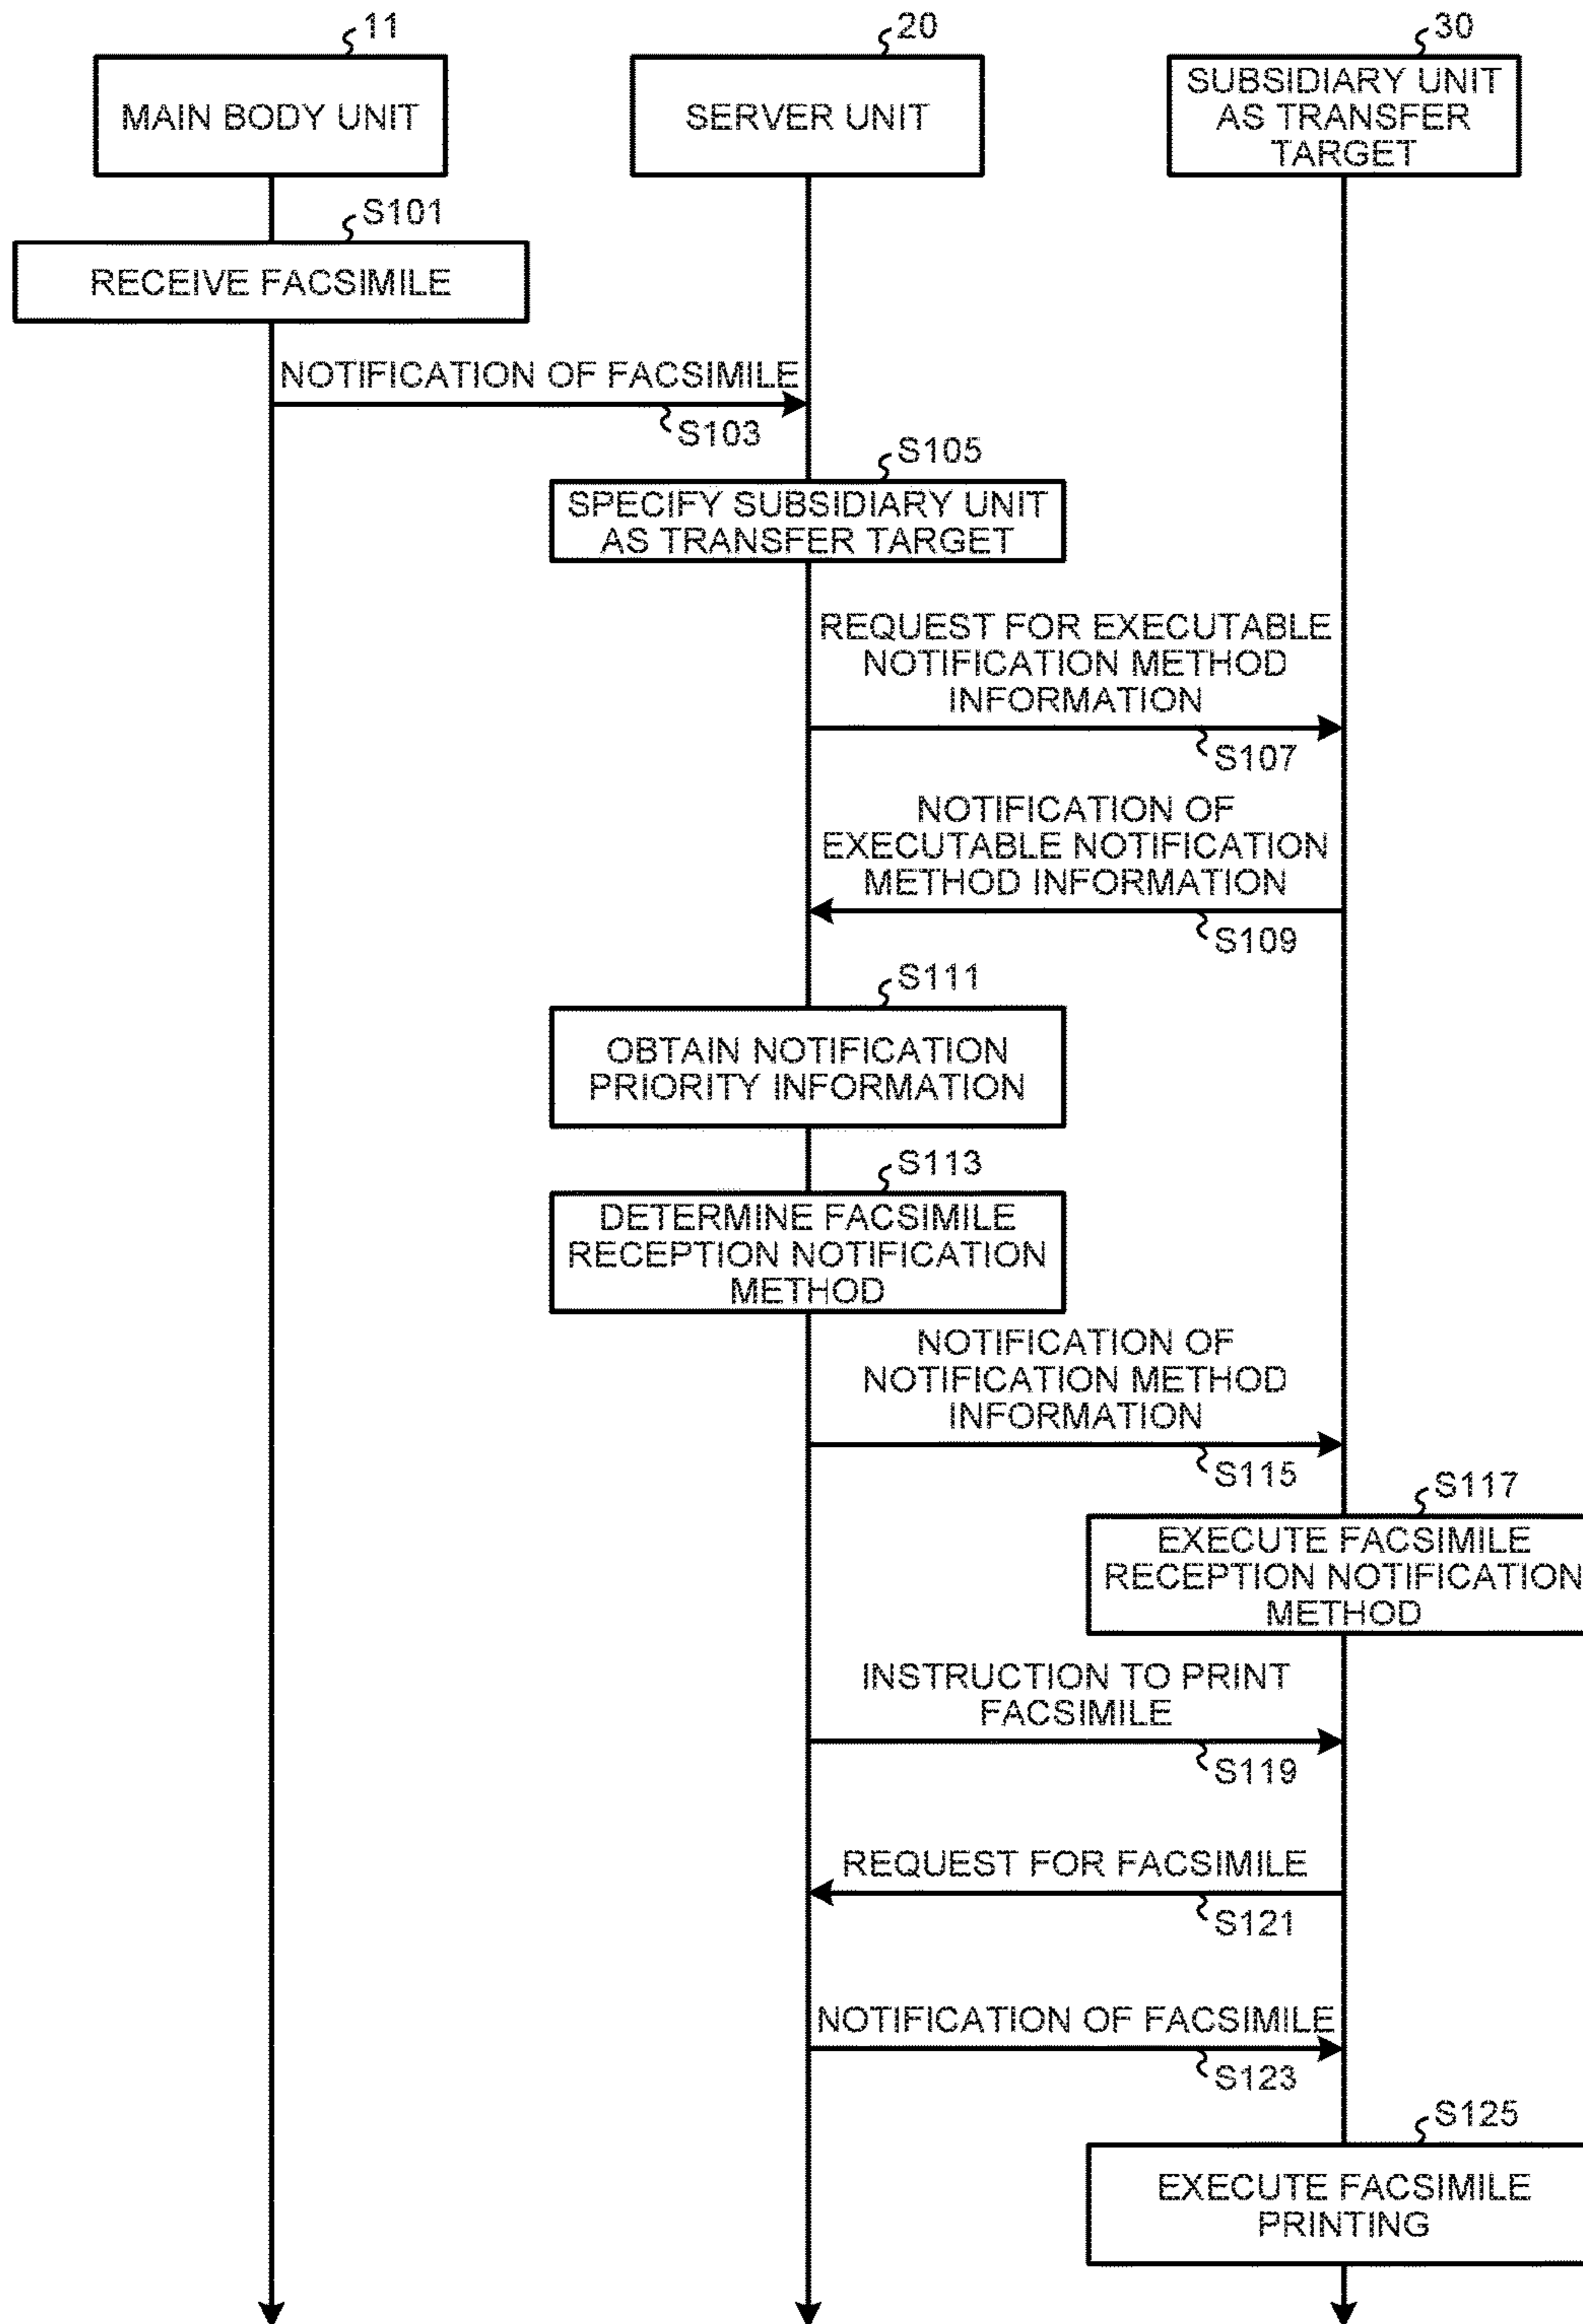 11
20
30
MAIN BODY UNIT
SERVER UNIT
SUBSIDIARY UNIT
AS TRANSFER
TARGET
S101
RECEIVE FACSIMILE
NOTIFICATION OF FACSIMILE
S103
S105
SPECIFY SUBSIDIARY UNIT
AS TRANSFER TARGET
REQUEST FOR EXECUTABLE
NOTIFICATION METHOD
INFORMATION
S107
NOTIFICATION OF
EXECUTABLE NOTIFICATION
METHOD INFORMATION
S109
S111
OBTAIN NOTIFICATION
PRIORITY INFORMATION
S113
DETERMINE FACSIMILE
RECEPTION NOTIFICATION
METHOD
NOTIFICATION OF
NOTIFICATION METHOD
INFORMATION
S115
S117
EXECUTE FACSIMILE
RECEPTION NOTIFICATION
METHOD
INSTRUCTION TO PRINT
FACSIMILE
S119
REQUEST FOR FACSIMILE
S121
NOTIFICATION OF FACSIMILE
S123
S125
EXECUTE FACSIMILE
PRINTING